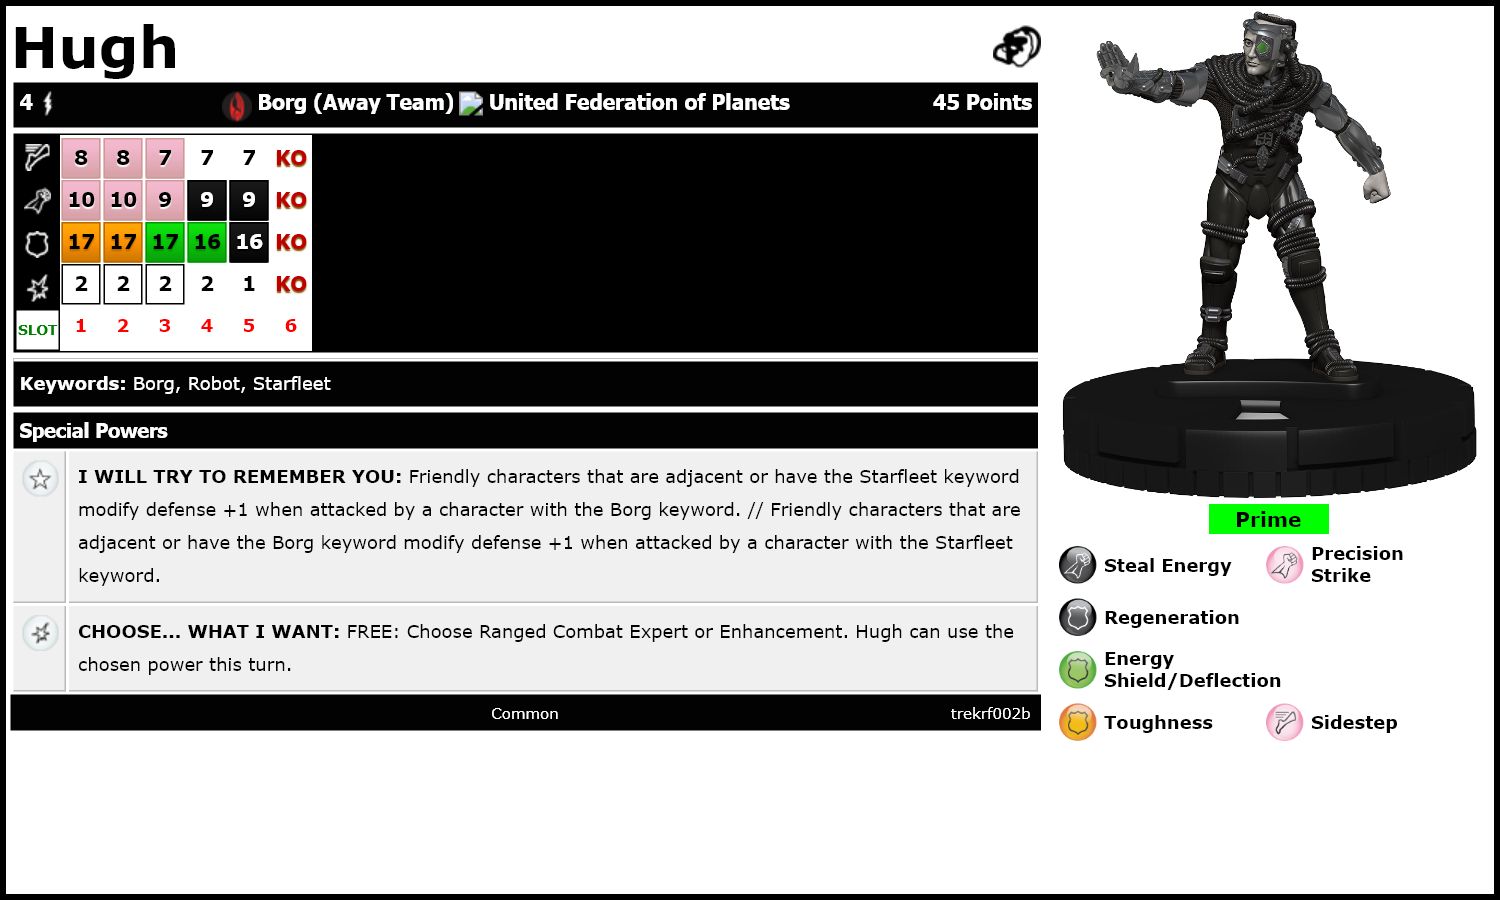 Hugh
4 Borg (Away Team) United Federation of Planets 45 Points
8 8 7 7 7 KO
10 10 9 9 9 KO
17 17 17 16 16 KO
2 2 2 2 1 KO
SLOT 1 2 3 4 5 6
Keywords: Borg, Robot, Starfleet
Special Powers
I WILL TRY TO REMEMBER YOU: Friendly characters that are adjacent or have the Starfleet keyword
modify defense +1 when attacked by a character with the Borg keyword. // Friendly characters that are
adjacent or have the Borg keyword modify defense +1 when attacked by a character with the Starfleet
keyword.
CHOOSE... WHAT I WANT: FREE: Choose Ranged Combat Expert or Enhancement. Hugh can use the
chosen power this turn.
Common trekrf002b
Prime
Steal Energy
Precision
Strike
Regeneration
Energy
Shield/Deflection
Toughness
Sidestep